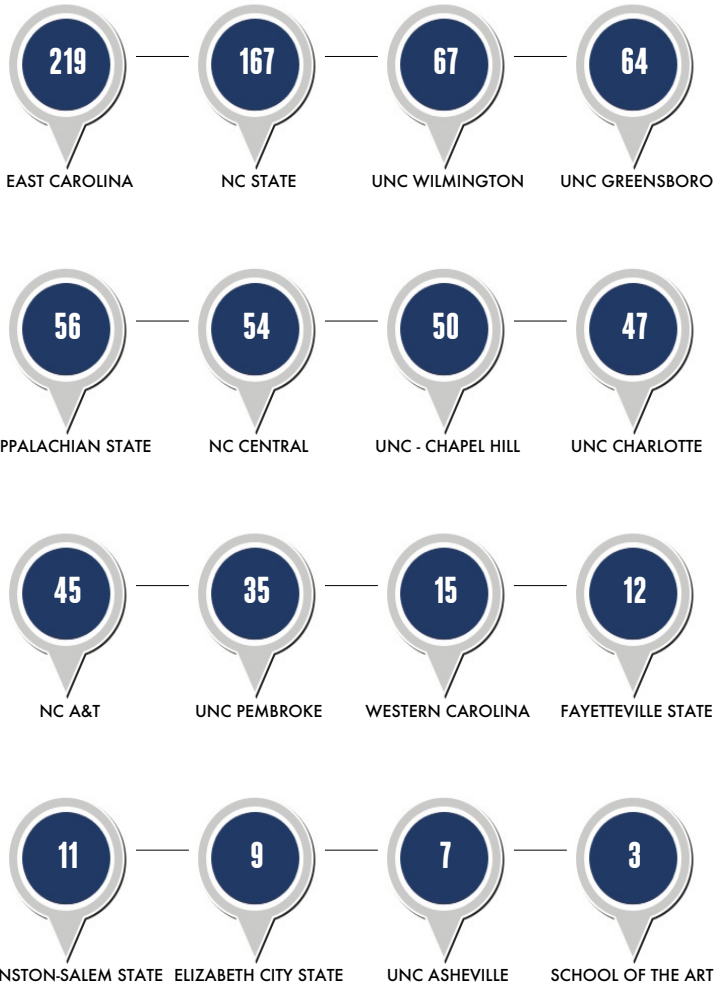 219 167 67 64
EAST CAROLINA NC STATE UNC WILMINGTON UNC GREENSBORO
56 54 50 47
PPALACHIAN STATE NC CENTRAL UNC - CHAPEL HILL UNC CHARLOTTE
45 35 15 12
NC A&T UNC PEMBROKE WESTERN CAROLINA FAYETTEVILLE STATE
11 9 7 3
NSTON-SALEM STATE ELIZABETH CITY STATE UNC ASHEVILLE SCHOOL OF THE ART